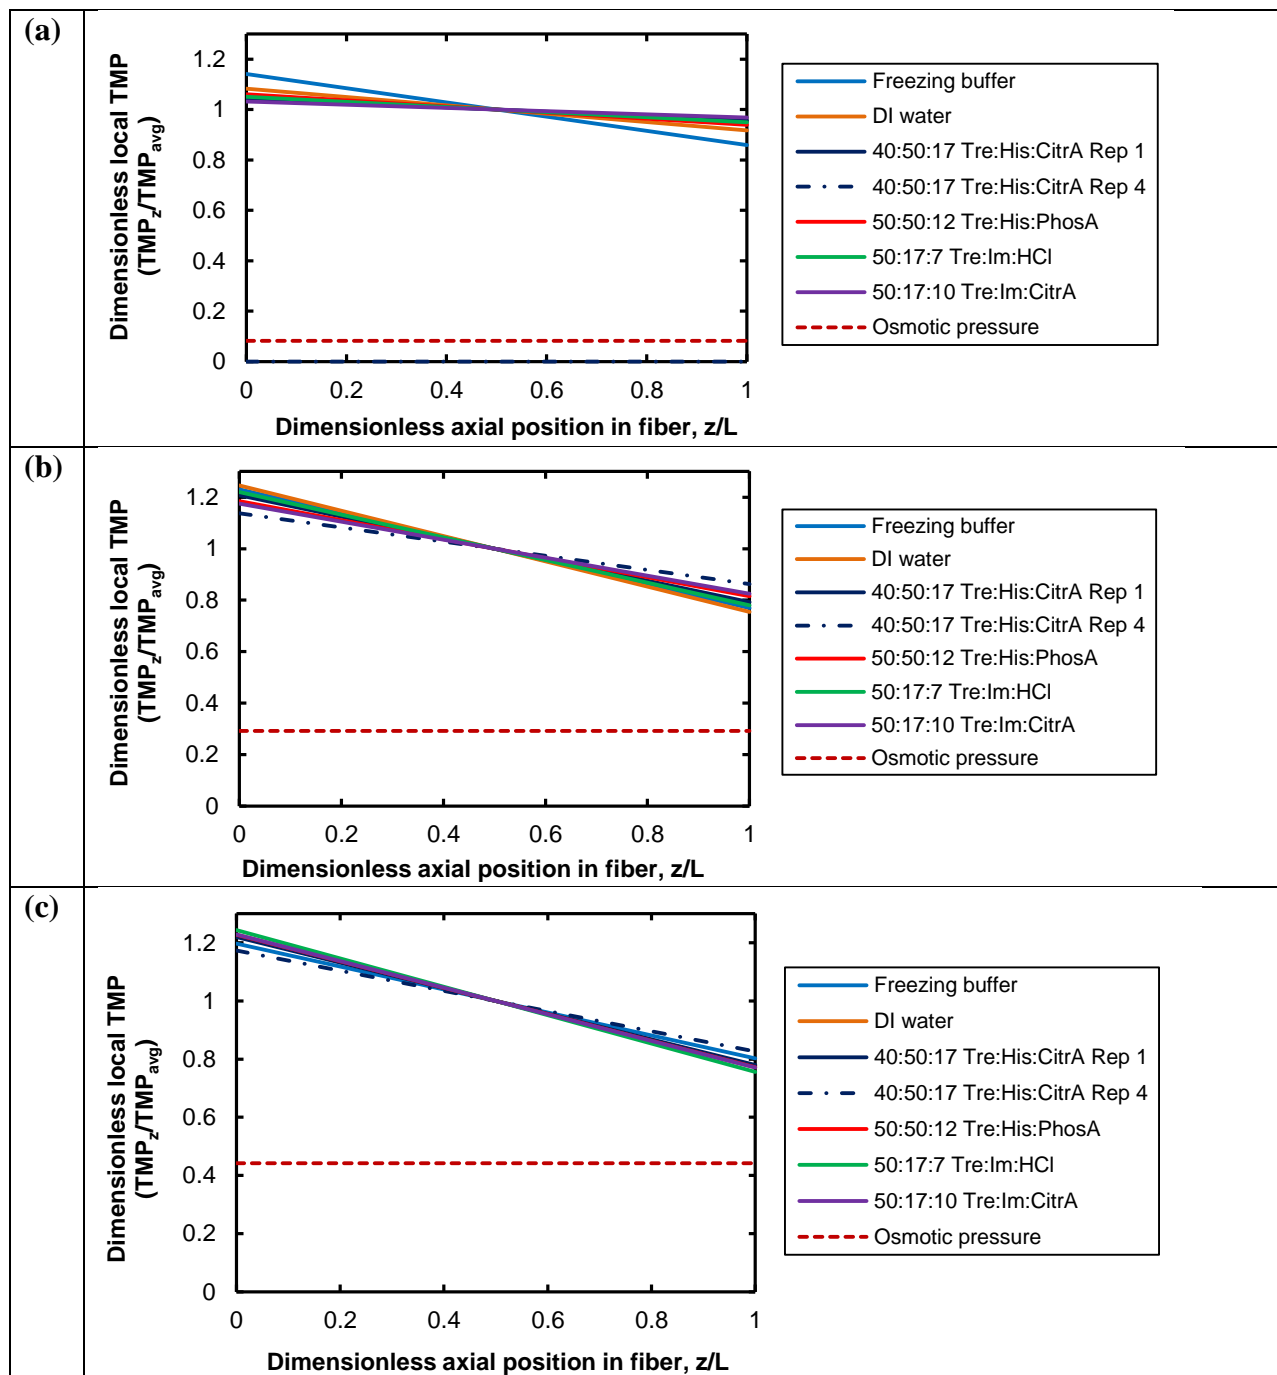 (a)
Dimensionless local TMP
(TMPz/TMPavg)
1.2
1
0.8
0.6
0.4
0.2
0
0
0.2
0.4
0.6
0.8
1
Dimensionless axial position in fiber, z/L
Freezing buffer
DI water
40:50:17 Tre:His:CitrA Rep 1
40:50:17 Tre:His:CitrA Rep 4
50:50:12 Tre:His:PhosA
50:17:7 Tre:Im:HCl
50:17:10 Tre:Im:CitrA
Osmotic pressure
(b)
Dimensionless local TMP
(TMPz/TMPavg)
1.2
1
0.8
0.6
0.4
0.2
0
0
0.2
0.4
0.6
0.8
1
Dimensionless axial position in fiber, z/L
Freezing buffer
DI water
40:50:17 Tre:His:CitrA Rep 1
40:50:17 Tre:His:CitrA Rep 4
50:50:12 Tre:His:PhosA
50:17:7 Tre:Im:HCl
50:17:10 Tre:Im:CitrA
Osmotic pressure
(c)
Dimensionless local TMP
(TMPz/TMPavg)
1.2
1
0.8
0.6
0.4
0.2
0
0
0.2
0.4
0.6
0.8
1
Dimensionless axial position in fiber, z/L
Freezing buffer
DI water
40:50:17 Tre:His:CitrA Rep 1
40:50:17 Tre:His:CitrA Rep 4
50:50:12 Tre:His:PhosA
50:17:7 Tre:Im:HCl
50:17:10 Tre:Im:CitrA
Osmotic pressure